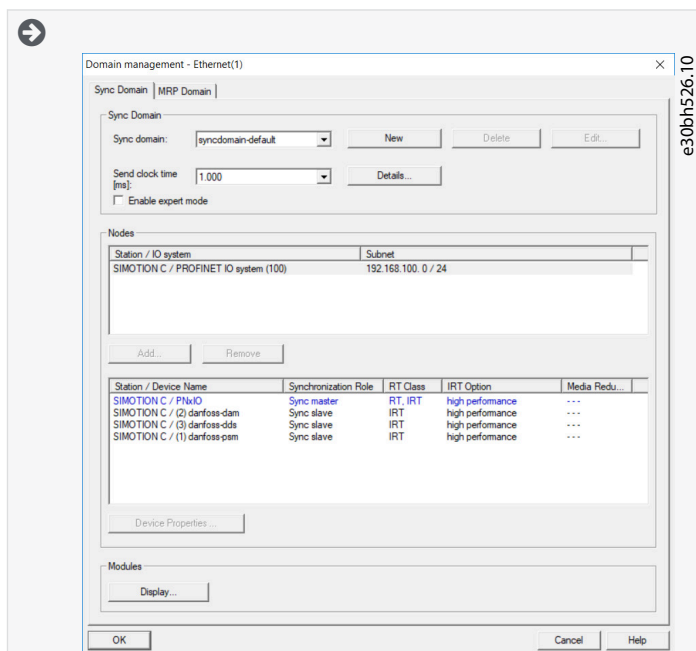 Domain management - Ethernet(1)
e30bh526.10
Sync Domain MRP Domain
Sync Domain
Sync domain: syncdomain-default New Delete Edit...
Send clock time
[ms]: 1.000 Details...
Enable expert mode
Nodes
Station / IO system Subnet
SIMOTION C / PROFINET IO system (100) 192.168.100. 0 / 24
Add... Remove
Station / Device Name Synchronization Role RT Class IRT Option Media Redu...
SIMOTION C / PNxIO Sync master RT, IRT high performance ---
SIMOTION C / (2) danfoss-dam Sync slave IRT high performance ---
SIMOTION C / (3) danfoss-dds Sync slave IRT high performance ---
SIMOTION C / (1) danfoss-psm Sync slave IRT high performance ---
Device Properties ...
Modules
Display...
OK Cancel Help